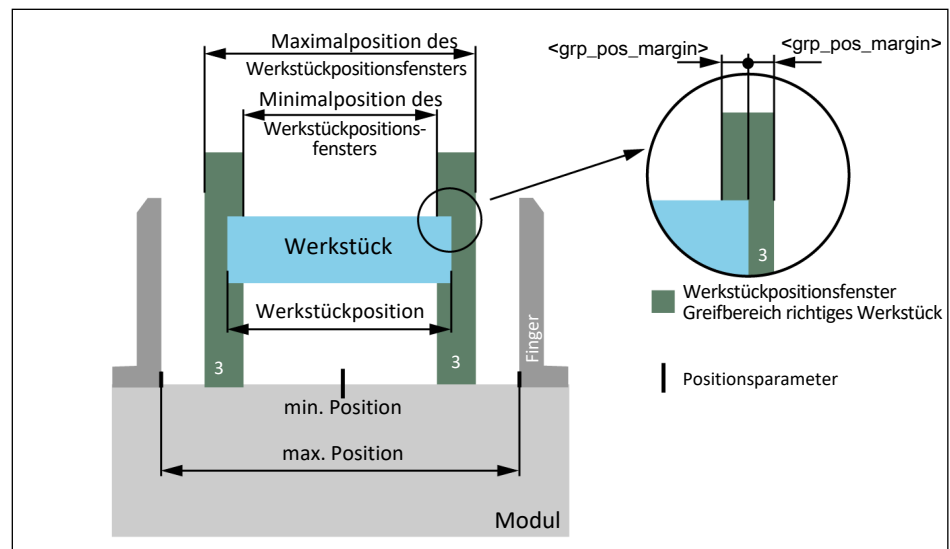 Maximalposition des
Werkstückpositionsfensters
Minimalposition des
Werkstückpositions-
fensters
Werkstück
Werkstückposition
3
3
Finger
min. Position
max. Position
Modul
<grp_pos_margin>
<grp_pos_margin>
3
Werkstückpositionsfenster
Greifbereich richtiges Werkstück
Positionsparameter